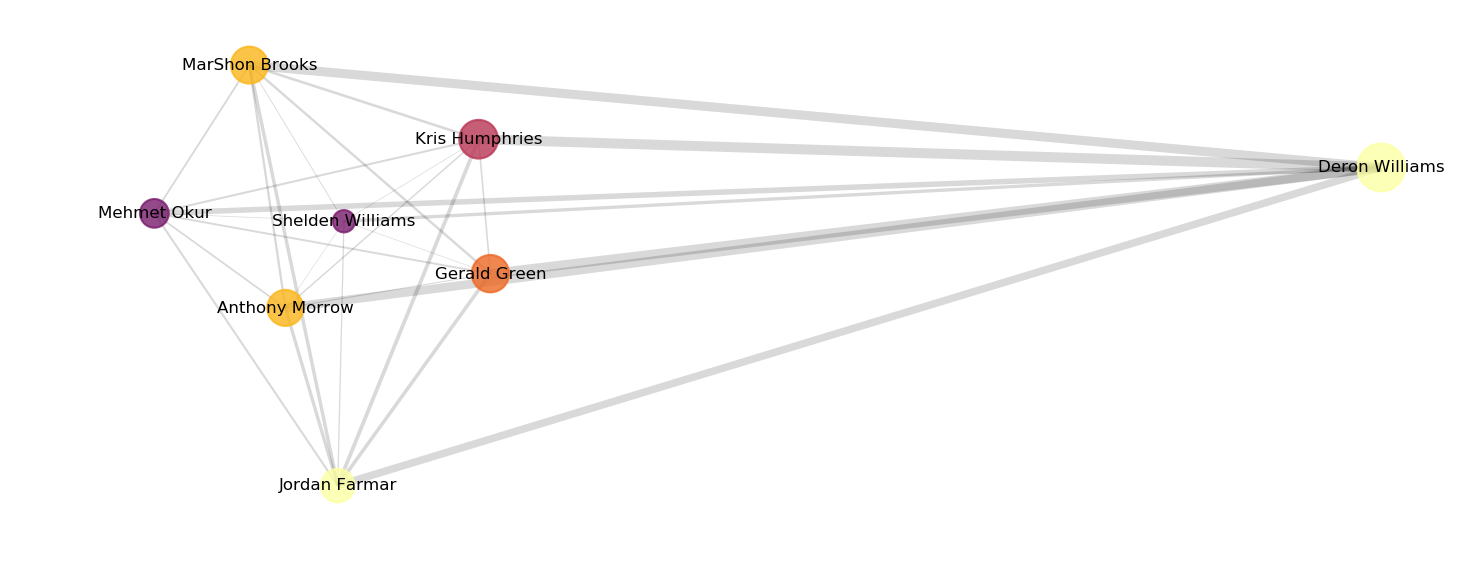 MarShon Brooks
Kris Humphries
Deron Williams
Mehmet Okur
Shelden Williams
Gerald Green
Anthony Morrow
Jordan Farmar